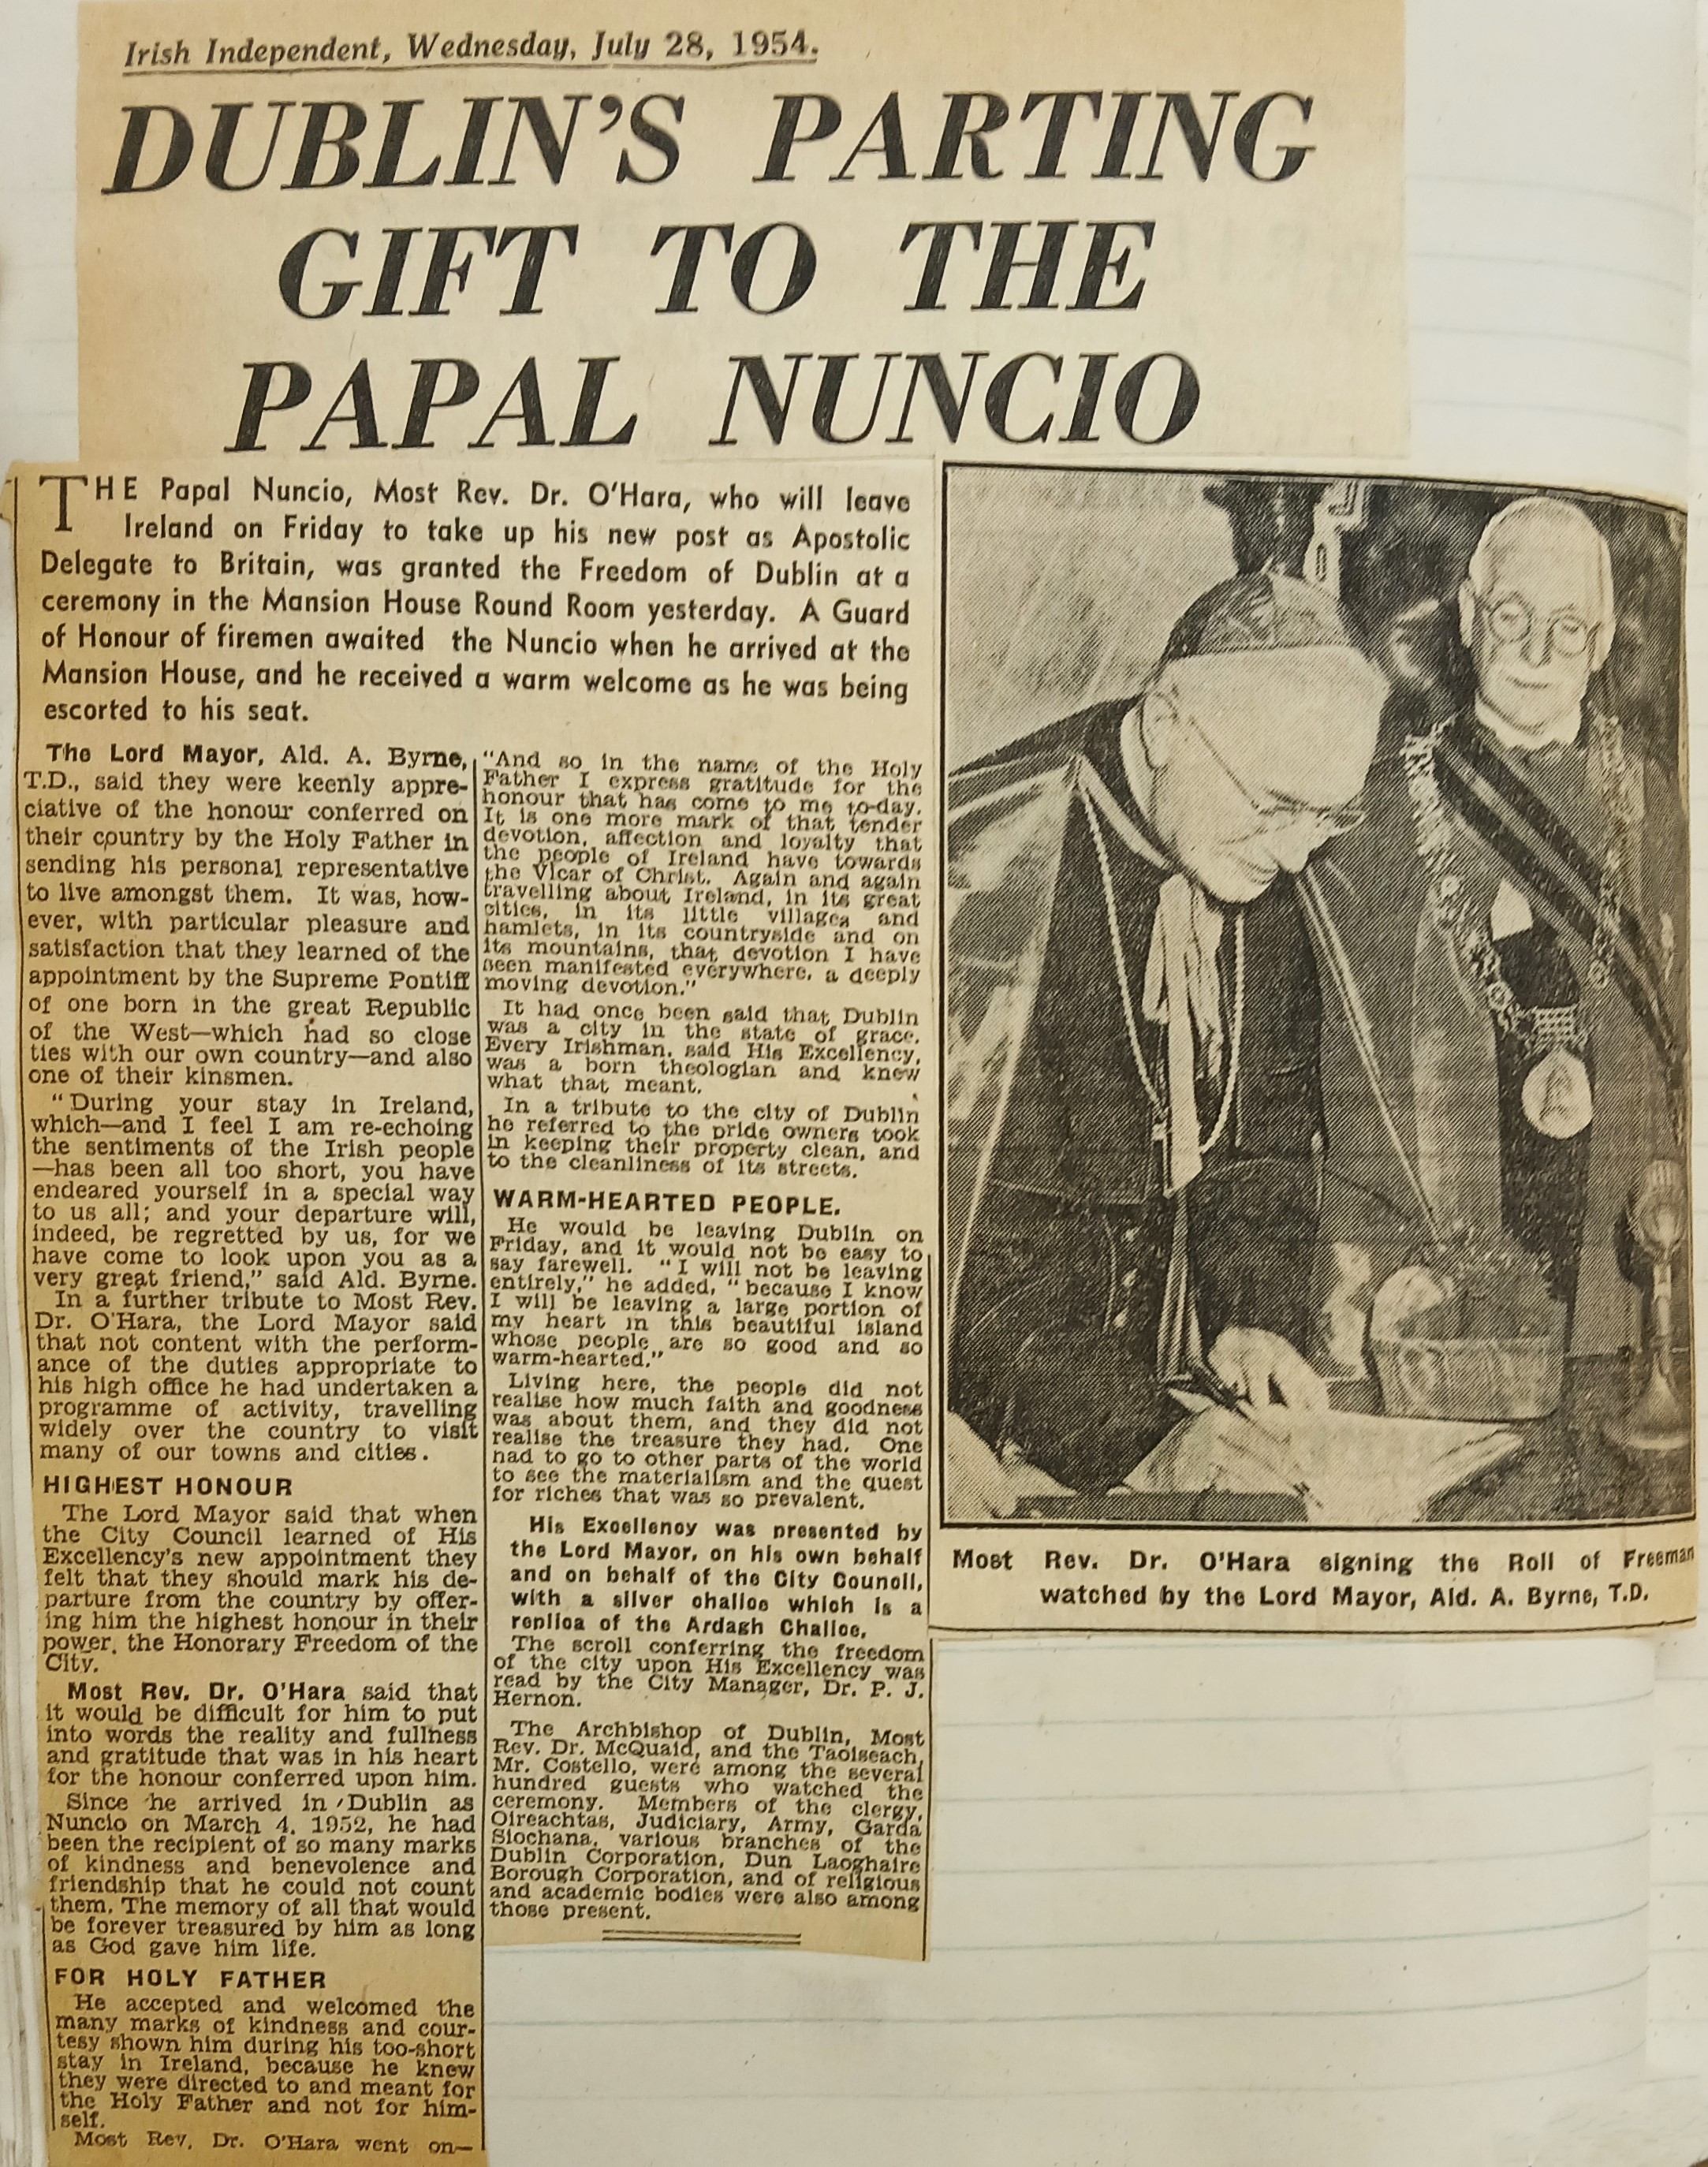 Irish Independent, Wednesday, July 28, 1954.
DUBLIN'S PARTING
GIFT TO THE
PAPAL NUNCIO
THE Papal Nuncio, Most Rev. Dr. O'Hara, who will leave
Ireland on Friday to take up his new post as Apostolic
Delegate to Britain, was granted the Freedom of Dublin at a
ceremony in the Mansion House Round Room yesterday. A Guard
of Honour of firemen awaited the Nuncio when he arrived at the
Mansion House, and he received a warm welcome as he was being
escorted to his seat.
The Lord Mayor, Ald. A. Byrne,
T.D., said they were keenly appre-
ciative of the honour conferred on
their country by the Holy Father in
sending his personal representative
to live amongst them. It was, how-
ever, with particular pleasure and
satisfaction that they learned of the
appointment by the Supreme Pontiff
of one born in the great Republic
of the West—which had so close
ties with our own country—and also
one of their kinsmen.
"During your stay in Ireland,
which—and I feel I am re-echoing
the sentiments of the Irish people
—has been all too short, you have
endeared yourself in a special way
to us all; and your departure will,
indeed, be regretted by us, for we
have come to look upon you as a
very great friend," said Ald. Byrne.
In a further tribute to Most Rev.
Dr. O'Hara, the Lord Mayor said
that not content with the perform-
ance of the duties appropriate to
his high office he had undertaken a
programme of activity, travelling
widely over the country to visit
many of our towns and cities.
HIGHEST HONOUR
The Lord Mayor said that when
the City Council learned of His
Excellency's new appointment they
felt that they should mark his de-
parture from the country by offer-
ing him the highest honour in their
power, the Honorary Freedom of the
City.
Most Rev. Dr. O'Hara said that
it would be difficult for him to put
into words the reality and fullness
and gratitude that was in his heart
for the honour conferred upon him.
Since he arrived in Dublin as
Nuncio on March 4, 1952, he had
been the recipient of so many marks
of kindness and benevolence and
friendship that he could not count
them. The memory of all that would
be forever treasured by him as long
as God gave him life.
FOR HOLY FATHER
He accepted and welcomed the
many marks of kindness and cour-
tesy shown him during his too-short
stay in Ireland, because he knew
they were directed to and meant for
the Holy Father and not for him-
self.
Most Rev. Dr. O'Hara went on—
"And so in the name of the Holy
Father I express gratitude for the
honour that has come to me to-day.
It is one more mark of that tender
devotion, affection and loyalty that
the people of Ireland have towards
the Vicar of Christ. Again and again
travelling about Ireland, in its great
cities, in its little villages and
hamlets, in its countryside and on
its mountains, that devotion I have
seen manifested everywhere, a deeply
moving devotion."
It had once been said that Dublin
was a city in the state of grace.
Every Irishman, said His Excellency,
was a born theologian and knew
what that meant.
In a tribute to the city of Dublin
he referred to the pride owners took
in keeping their property clean, and
to the cleanliness of its streets.
WARM-HEARTED PEOPLE.
He would be leaving Dublin on
Friday, and it would not be easy to
say farewell. "I will not be leaving
entirely," he added, "because I know
I will be leaving a large portion of
my heart in this beautiful island
whose people are so good and so
warm-hearted."
Living here, the people did not
realise how much faith and goodness
was about them, and they did not
realise the treasure they had. One
had to go to other parts of the world
to see the materialism and the quest
for riches that was so prevalent.
His Excellency was presented by
the Lord Mayor, on his own behalf
and on behalf of the City Council,
with a silver chalice which is a
replica of the Ardagh Chalice.
The scroll conferring the freedom
of the city upon His Excellency was
read by the City Manager, Dr. P. J.
Hernon.
The Archbishop of Dublin, Most
Rev. Dr. McQuaid, and the Taoiseach,
Mr. Costello, were among the several
hundred guests who watched the
ceremony. Members of the clergy,
Oireachtas, Judiciary, Army, Garda
Siochana, various branches of the
Dublin Corporation, Dun Laoghaire
Borough Corporation, and of religious
and academic bodies were also among
those present.
Most Rev. Dr. O'Hara signing the Roll of Freeman
watched by the Lord Mayor, Ald. A. Byrne, T.D.